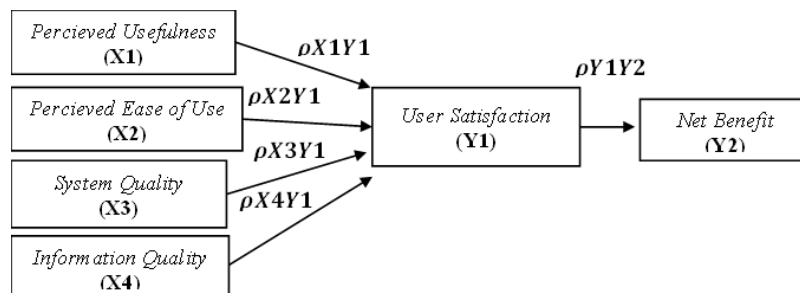 Percieved Usefulness
(X1)
ρX1Y1
Percieved Ease of Use
(X2)
ρX2Y1
System Quality
(X3)
ρX3Y1
Information Quality
(X4)
ρX4Y1
User Satisfaction
(Y1)
ρY1Y2
Net Benefit
(Y2)